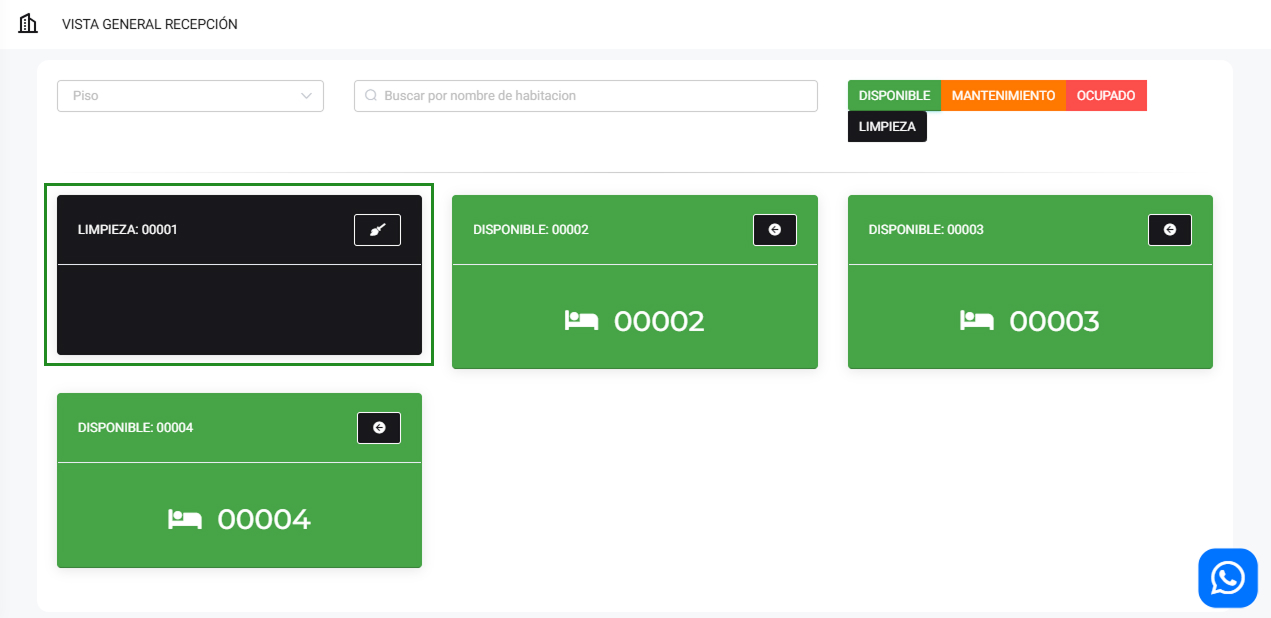 VISTA GENERAL RECEPCIÓN
Piso
Buscar por nombre de habitacion
DISPONIBLE MANTENIMIENTO OCUPADO
LIMPIEZA
LIMPIEZA: 00001
DISPONIBLE: 00002
00002
DISPONIBLE: 00003
00003
DISPONIBLE: 00004
00004